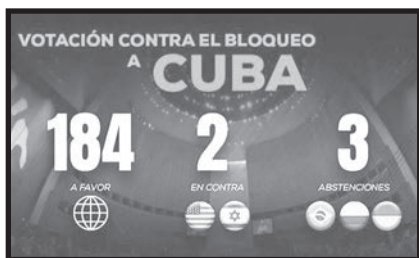 VOTACIÓN CONTRA EL BLOQUEO
A CUBA
184 2 3
A FAVOR EN CONTRA ABSTENCIONES